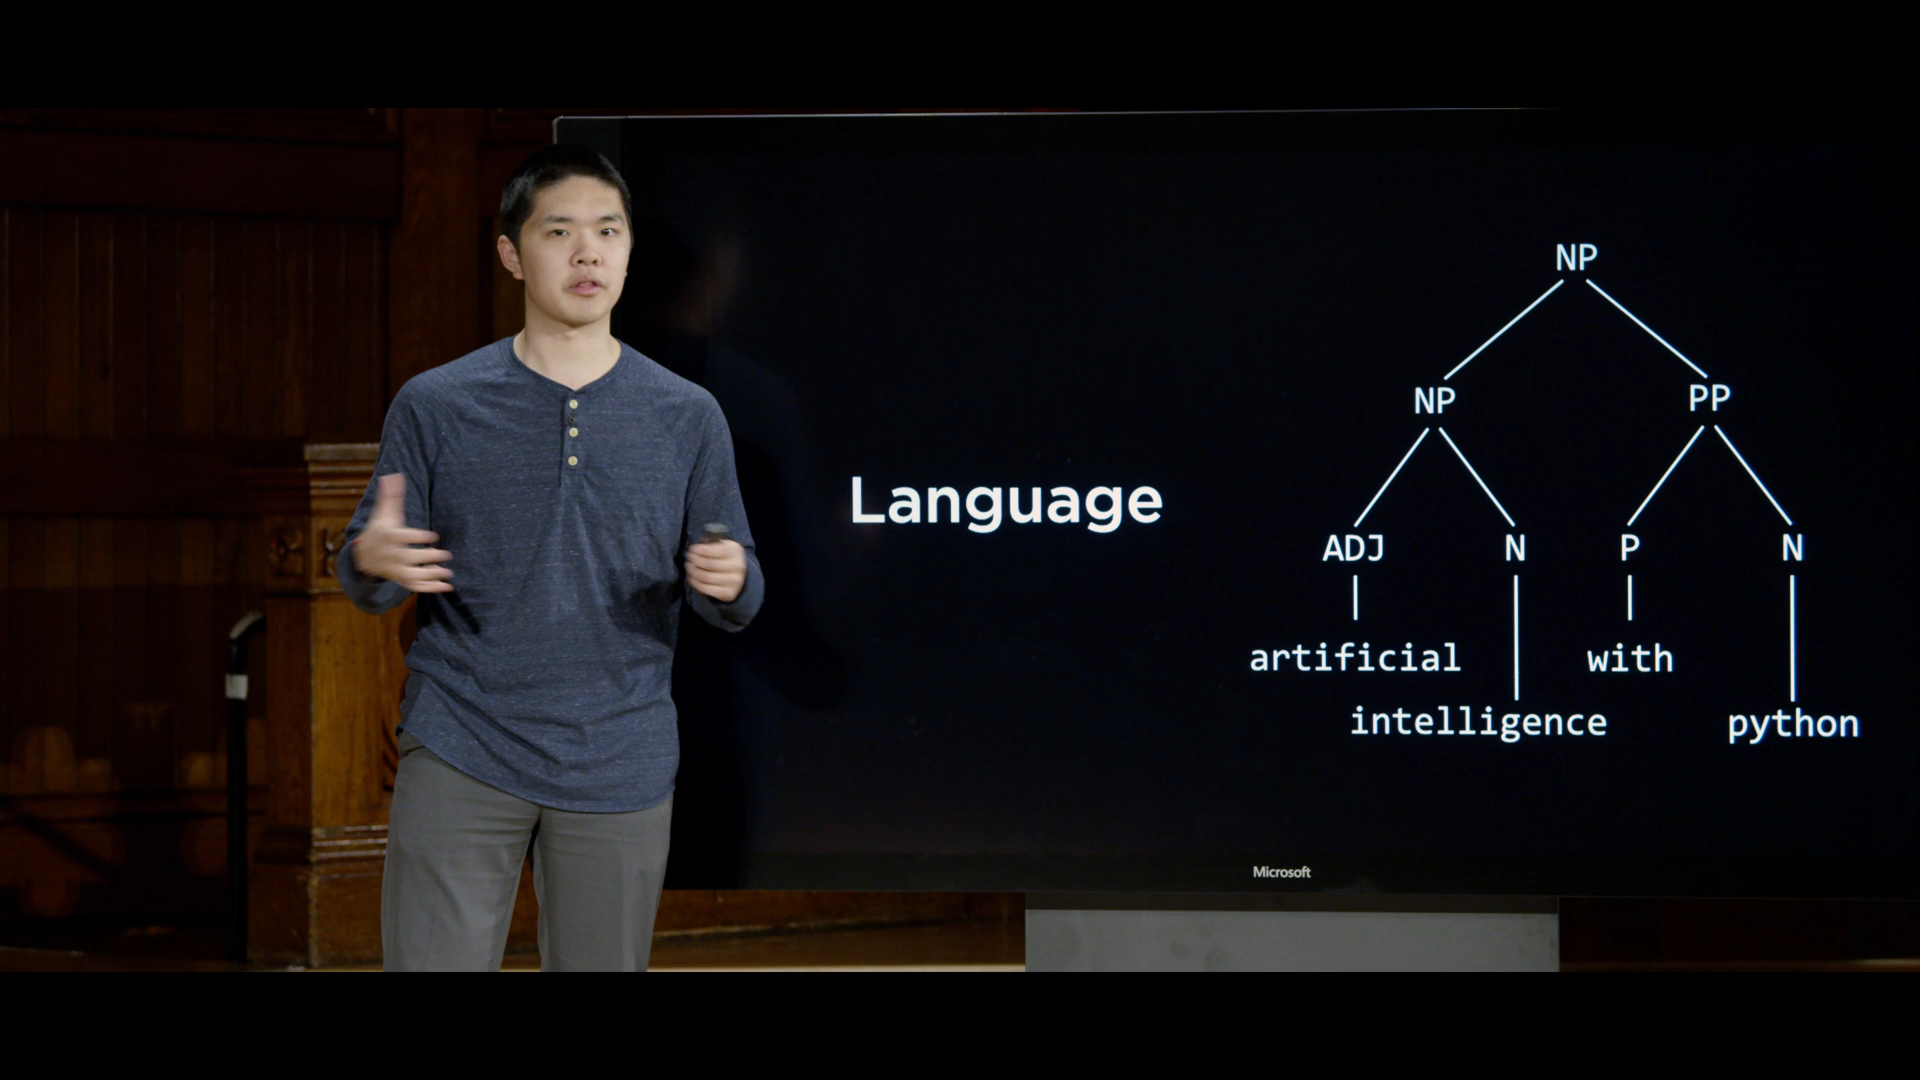 Language
NP
NP PP
ADJ N P N
artificial with
intelligence python
Microsoft